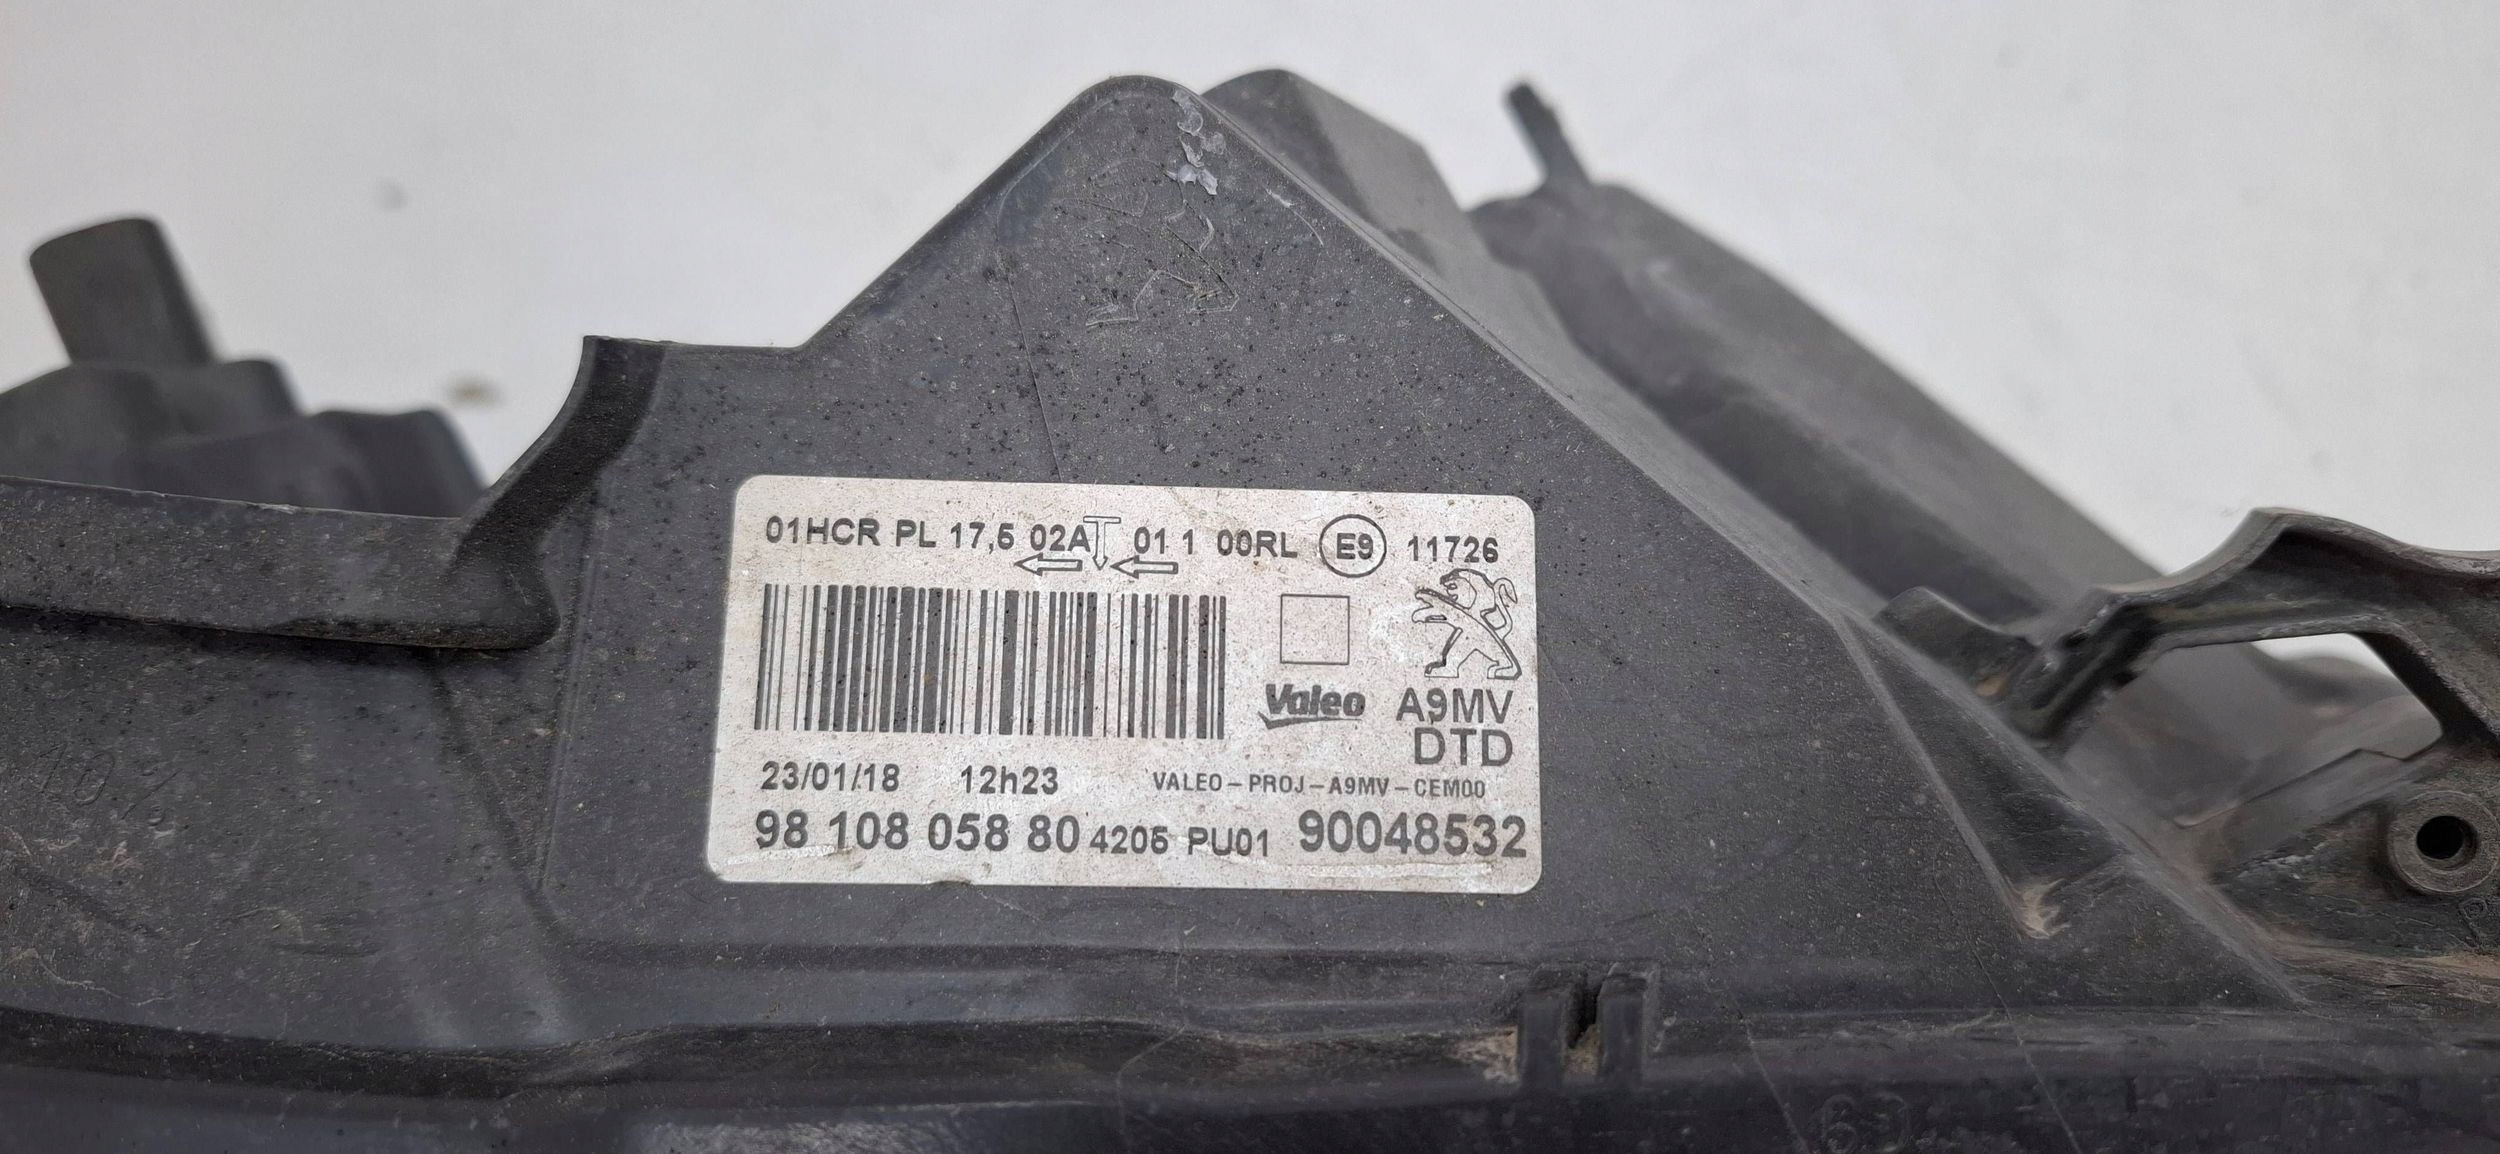 01HCR PL 17,5 02A 01 1 00RL E9 11726
Valeo
A9MV
DTD
23/01/18 12h23 VALEO-PROJ-A9MV-CEM00
98 108 058 80 4205 PU01 90048532